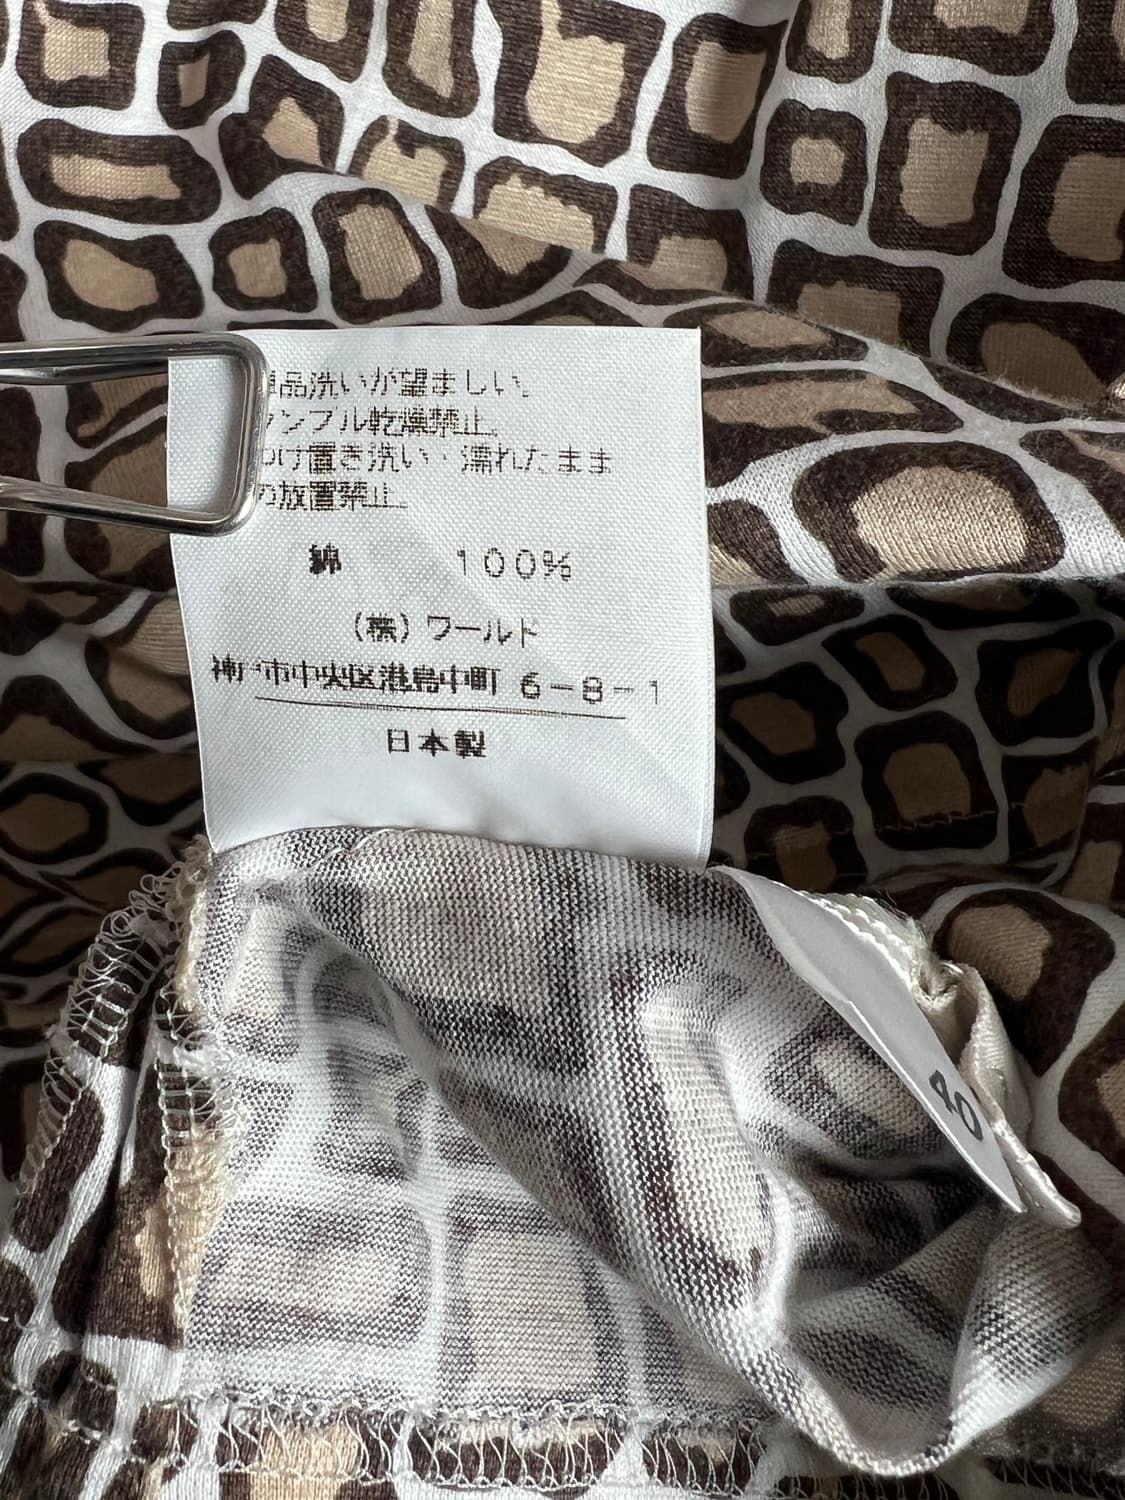 品洗いが望ましい。
ンブル乾燥禁止。
け置き洗い・濡れたまま
の放置禁止。
綿 100%
(株)ワールド
神戸市中央区港島中町 6-8-1
日本製
40